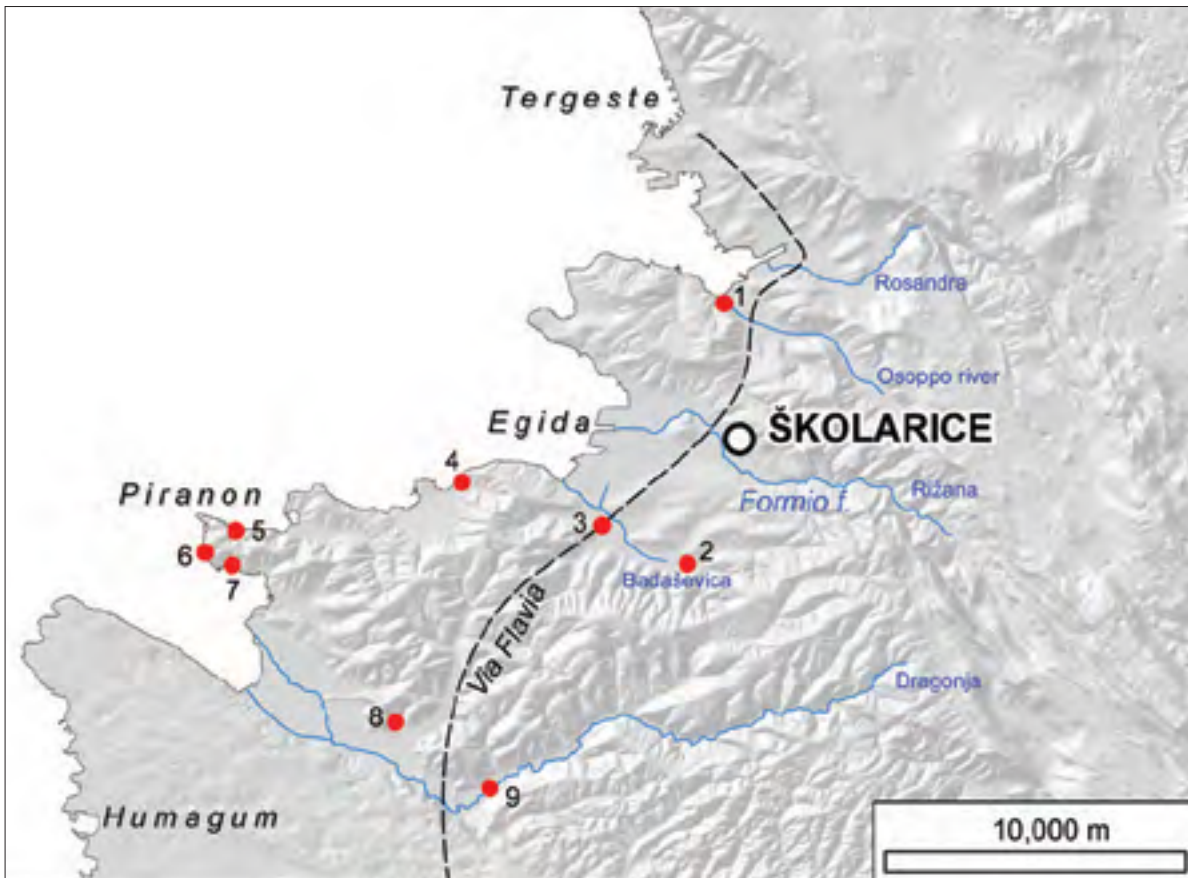 Tergeste
Rosandra
1
Osoppo river
Egida
ŠKOLARICE
4
Piranon
Formio f.
Rižana
5
3
6
2
7
Badaševica
Via Flavia
Dragonja
8
9
Humagum
10,000 m